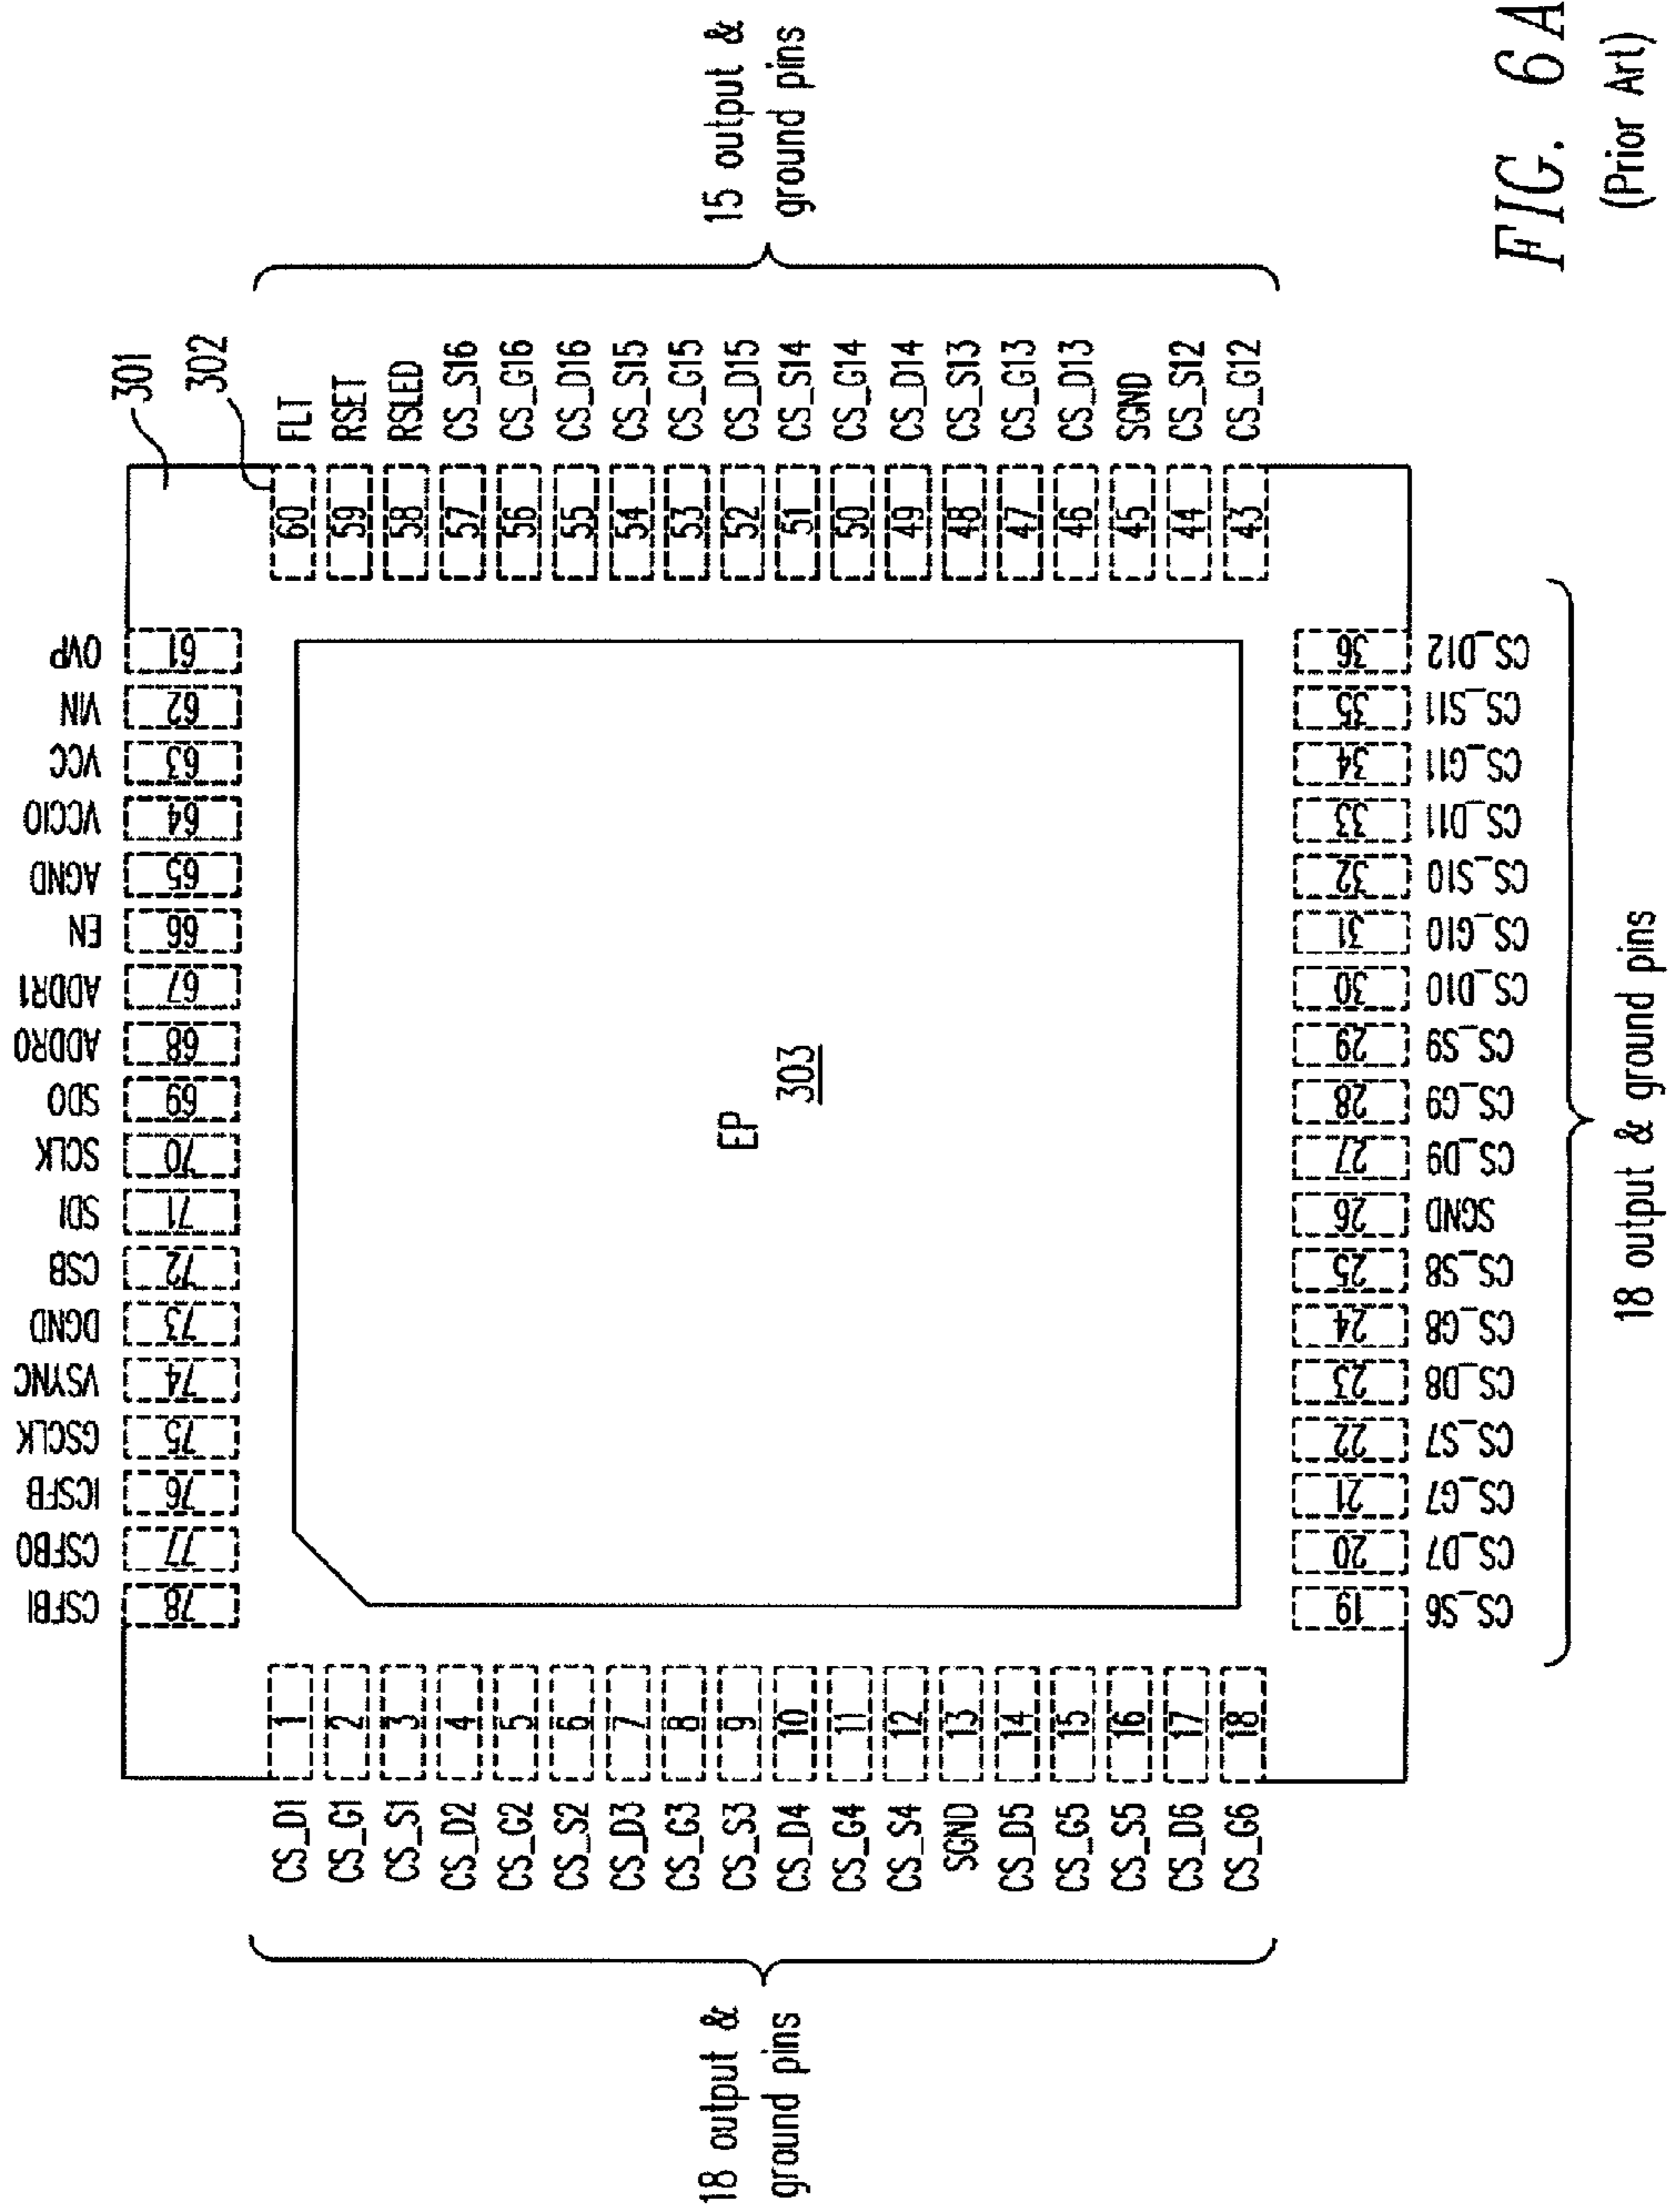 301
302
60 FLT
59 RSET
58 RSLED
57 CS_S16
56 CS_G16
55 CS_D16
54 CS_S15
53 CS_G15
52 CS_D15
51 CS_S14
50 CS_G14
49 CS_D14
48 CS_S13
47 CS_G13
46 CS_D13
45 SGND
44 CS_S12
43 CS_G12
15 output &
ground pins
OVP 61
VIN 62
VCC 63
VCCIO 64
AGND 65
EN 66
ADDR1 67
ADDR0 68
SDO 69
SCLK 70
SDI 71
CSB 72
DGND 73
VSYNC 74
GSCLK 75
ICSFB 76
CSFBO 77
CSFBI 78
EP
303
36 CS_D12
35 CS_S11
34 CS_G11
33 CS_D11
32 CS_S10
31 CS_G10
30 CS_D10
29 CS_S9
28 CS_G9
27 CS_D9
26 SGND
25 CS_S8
24 CS_G8
23 CS_D8
22 CS_S7
21 CS_G7
20 CS_D7
19 CS_S6
18 output & ground pins
CS_D1 1
CS_G1 2
CS_S1 3
CS_D2 4
CS_G2 5
CS_S2 6
CS_D3 7
CS_G3 8
CS_S3 9
CS_D4 10
CS_G4 11
CS_S4 12
SGND 13
CS_D5 14
CS_G5 15
CS_S5 16
CS_D6 17
CS_G6 18
18 output &
ground pins
FIG. 6A
(Prior Art)